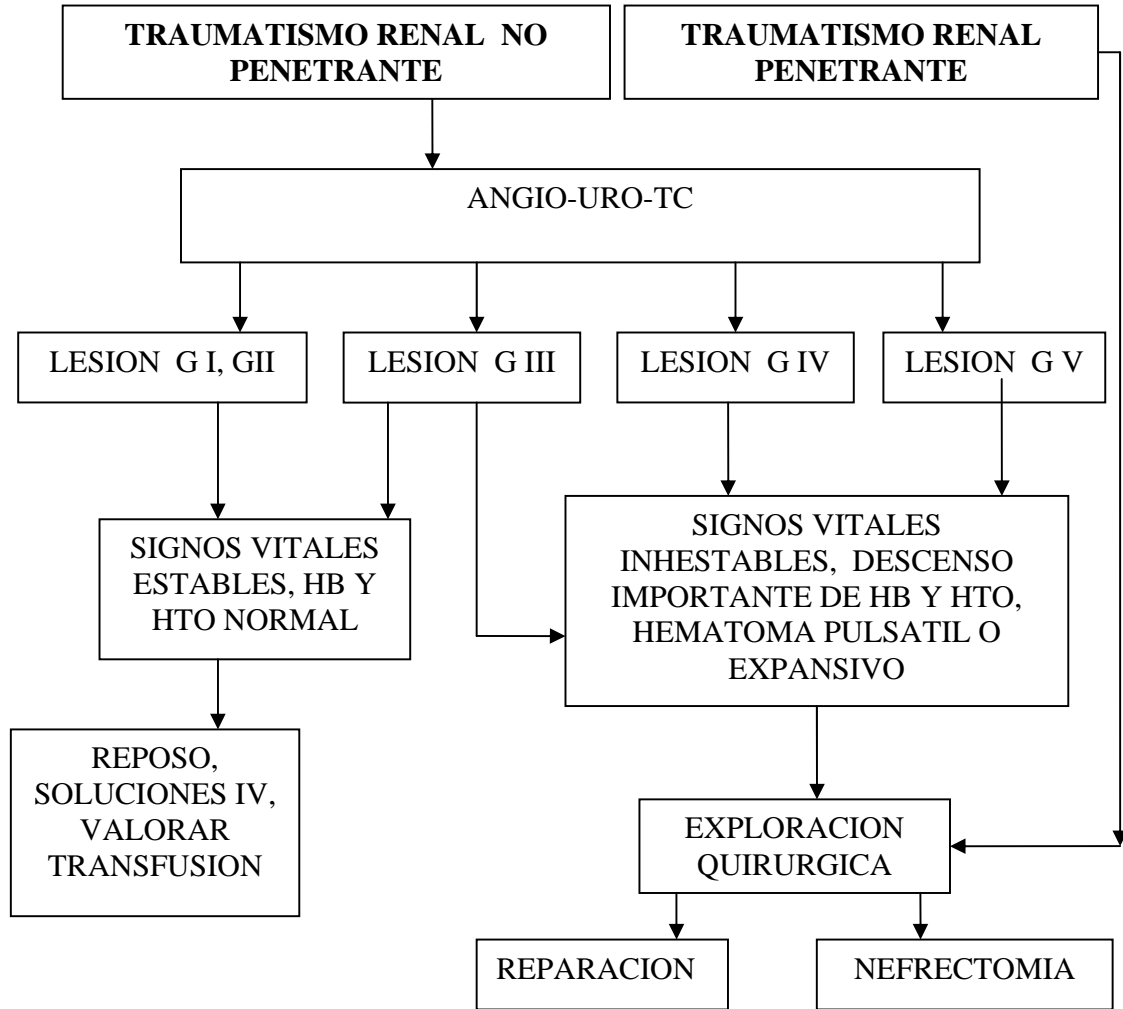 TRAUMATISMO RENAL NO
PENETRANTE
TRAUMATISMO RENAL
PENETRANTE
ANGIO-URO-TC
LESION G I, GII
LESION G III
LESION G IV
LESION G V
SIGNOS VITALES
ESTABLES, HB Y
HTO NORMAL
SIGNOS VITALES
INHESTABLES, DESCENSO
IMPORTANTE DE HB Y HTO,
HEMATOMA PULSATIL O
EXPANSIVO
REPOSO,
SOLUCIONES IV,
VALORAR
TRANSFUSION
EXPLORACION
QUIRURGICA
REPARACION
NEFRECTOMIA